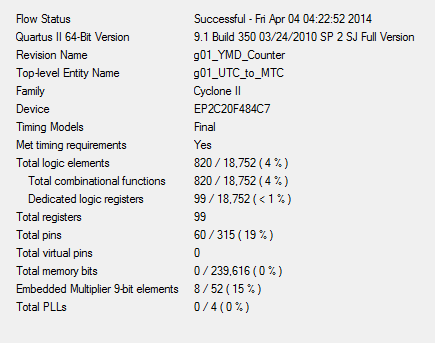 Flow Status Successful - Fri Apr 04 04:22:52 2014
Quartus II 64-Bit Version 9.1 Build 350 03/24/2010 SP 2 SJ Full Version
Revision Name g01_YMD_Counter
Top-level Entity Name g01_UTC_to_MTC
Family Cyclone II
Device EP2C20F484C7
Timing Models Final
Met timing requirements Yes
Total logic elements 820 / 18,752 ( 4 % )
Total combinational functions 820 / 18,752 ( 4 % )
Dedicated logic registers 99 / 18,752 ( < 1 % )
Total registers 99
Total pins 60 / 315 ( 19 % )
Total virtual pins 0
Total memory bits 0 / 239,616 ( 0 % )
Embedded Multiplier 9-bit elements 8 / 52 ( 15 % )
Total PLLs 0 / 4 ( 0 % )